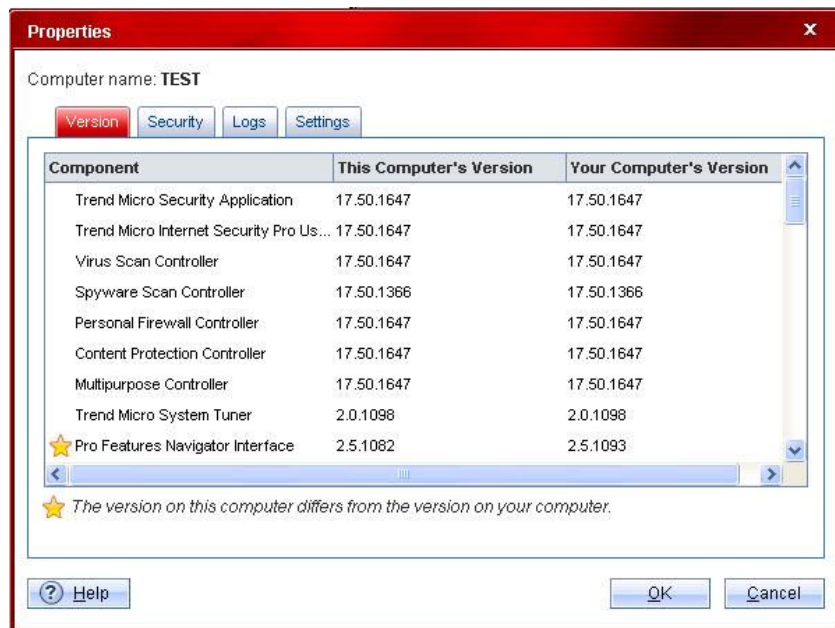 Properties x
Computer name: TEST
Version Security Logs Settings
Component This Computer's Version Your Computer's Version
Trend Micro Security Application 17.50.1647 17.50.1647
Trend Micro Internet Security Pro Us... 17.50.1647 17.50.1647
Virus Scan Controller 17.50.1647 17.50.1647
Spyware Scan Controller 17.50.1366 17.50.1366
Personal Firewall Controller 17.50.1647 17.50.1647
Content Protection Controller 17.50.1647 17.50.1647
Multipurpose Controller 17.50.1647 17.50.1647
Trend Micro System Tuner 2.0.1098 2.0.1098
Pro Features Navigator Interface 2.5.1082 2.5.1093
The version on this computer differs from the version on your computer.
? Help OK Cancel